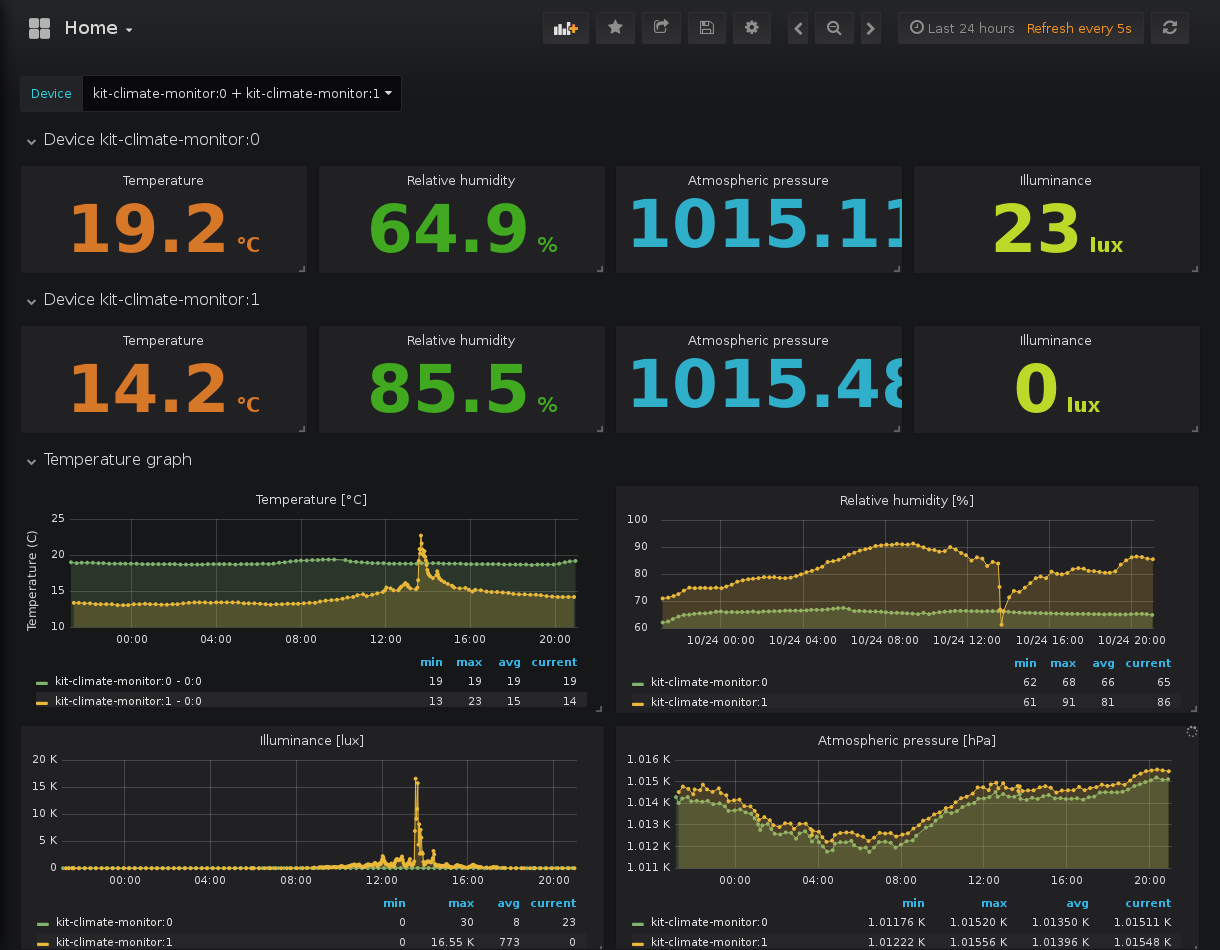 Home
Last 24 hours Refresh every 5s
Device kit-climate-monitor:0 + kit-climate-monitor:1
Device kit-climate-monitor:0
Temperature Relative humidity Atmospheric pressure Illuminance
19.2 °C 64.9 % 1015.11 23 lux
Device kit-climate-monitor:1
Temperature Relative humidity Atmospheric pressure Illuminance
14.2 °C 85.5 % 1015.48 0 lux
Temperature graph
Temperature [°C]
Temperature (C)
25
20
15
10
00:00 04:00 08:00 12:00 16:00 20:00
min max avg current
kit-climate-monitor:0 - 0:0 19 19 19 19
kit-climate-monitor:1 - 0:0 13 23 15 14
Relative humidity [%]
100
90
80
70
60
10/24 00:00 10/24 04:00 10/24 08:00 10/24 12:00 10/24 16:00 10/24 20:00
min max avg current
kit-climate-monitor:0 62 68 66 65
kit-climate-monitor:1 61 91 81 86
Illuminance [lux]
20 K
15 K
10 K
5 K
0
00:00 04:00 08:00 12:00 16:00 20:00
min max avg current
kit-climate-monitor:0 0 30 8 23
kit-climate-monitor:1 0 16.55 K 773 0
Atmospheric pressure [hPa]
1.016 K
1.015 K
1.014 K
1.013 K
1.012 K
1.011 K
00:00 04:00 08:00 12:00 16:00 20:00
min max avg current
kit-climate-monitor:0 1.01176 K 1.01520 K 1.01350 K 1.01511 K
kit-climate-monitor:1 1.01222 K 1.01556 K 1.01396 K 1.01548 K